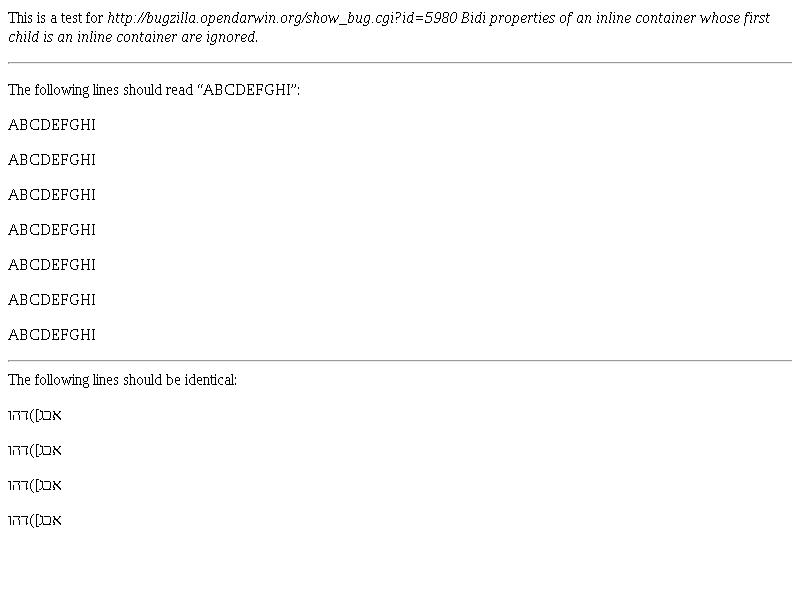 This is a test for http://bugzilla.opendarwin.org/show_bug.cgi?id=5980 Bidi properties of an inline container whose first
child is an inline container are ignored.
The following lines should read “ABCDEFGHI”:
ABCDEFGHI
ABCDEFGHI
ABCDEFGHI
ABCDEFGHI
ABCDEFGHI
ABCDEFGHI
ABCDEFGHI
The following lines should be identical:
אבג])דהו
אבג])דהו
אבג])דהו
אבג])דהו